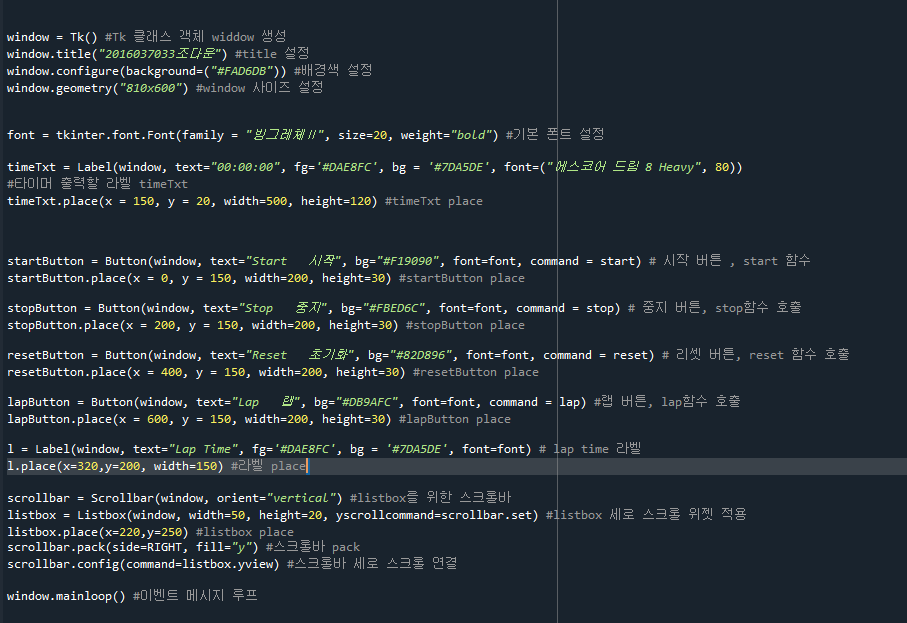 window = Tk() #Tk 클래스 객체 widdow 생성
window.title("2016037033조다운") #title 설정
window.configure(background=("#FAD6DB")) #배경색 설정
window.geometry("810x600") #window 사이즈 설정
font = tkinter.font.Font(family = "빙그레체Ⅱ", size=20, weight="bold") #기본 폰트 설정
timeTxt = Label(window, text="00:00:00", fg='#DAE8FC', bg = '#7DA5DE', font=("에스코어 드림 8 Heavy", 80))
#타이머 출력할 라벨 timeTxt
timeTxt.place(x = 150, y = 20, width=500, height=120) #timeTxt place
startButton = Button(window, text="Start   시작", bg="#F19090", font=font, command = start) # 시작 버튼 , start 함수
startButton.place(x = 0, y = 150, width=200, height=30) #startButton place
stopButton = Button(window, text="Stop   중지", bg="#FBED6C", font=font, command = stop) # 중지 버튼, stop함수 호출
stopButton.place(x = 200, y = 150, width=200, height=30) #stopButton place
resetButton = Button(window, text="Reset   초기화", bg="#82D896", font=font, command = reset) # 리셋 버튼, reset 함수 호출
resetButton.place(x = 400, y = 150, width=200, height=30) #resetButton place
lapButton = Button(window, text="Lap   랩", bg="#DB9AFC", font=font, command = lap) #랩 버튼, lap함수 호출
lapButton.place(x = 600, y = 150, width=200, height=30) #lapButton place
l = Label(window, text="Lap Time", fg='#DAE8FC', bg = '#7DA5DE', font=font) # lap time 라벨
l.place(x=320,y=200, width=150) #라벨 place
scrollbar = Scrollbar(window, orient="vertical") #listbox를 위한 스크롤바
listbox = Listbox(window, width=50, height=20, yscrollcommand=scrollbar.set) #listbox 세로 스크롤 위젯 적용
listbox.place(x=220,y=250) #listbox place
scrollbar.pack(side=RIGHT, fill="y") #스크롤바 pack
scrollbar.config(command=listbox.yview) #스크롤바 세로 스크롤 연결
window.mainloop() #이벤트 메시지 루프